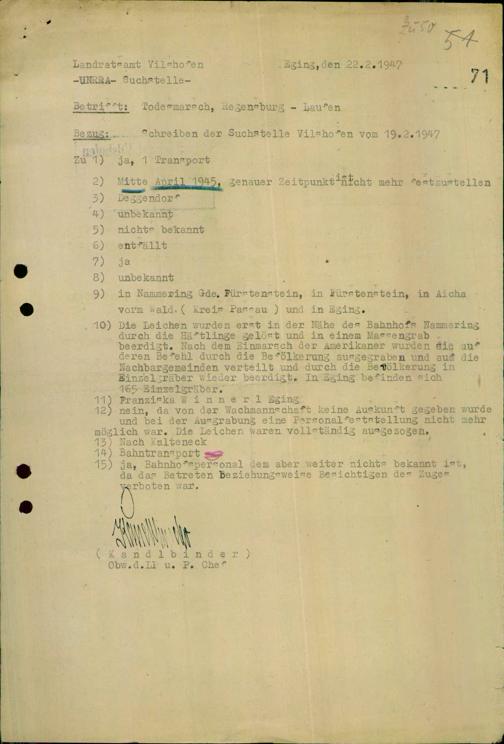 54
71
Landratsamt Vilshofen Eging,den 22.2.1947
-UNRRA- Suchstelle-
Betrifft: Todesmarsch, Regensburg - Laufen
Bezug: Schreiben der Suchstelle Vilshofen vom 19.2.1947
Zu 1) ja, 1 Transport
2) Mitte April 1945, genauer Zeitpunkt ist nicht mehr festzustellen
3) Deggendorf
4) unbekannt
5) nichts bekannt
6) entfällt
7) ja
8) unbekannt
9) in Nammering Gde. Fürstenstein, in Fürstenstein, in Aicha
vorm Wald.( Kreis Passau ) und in Eging.
10) Die Leichen wurden erst in der Nähe des Bahnhofs Nammering
durch die Häftlinge gelöst und in einem Massengrab
beerdigt. Nach dem Einmarsch der Amerikaner wurden sie auf
deren Befehl durch die Bevölkerung ausgegraben und auf die
Nachbargemeinden verteilt und durch die Bevölkerung in
Einzelgräber wieder beerdigt. In Eging befinden sich
165 Einzelgräber.
11) Franziska W i n n e r l Eging
12) nein, da von der Wachmannschaft keine Auskunft gegeben wurde
und bei der Ausgrabung eine Personalfeststellung nicht mehr
möglich war. Die Leichen waren vollständig ausgezogen.
13) Nach Kalteneck
14) Bahntransport
15) ja, Bahnhofspersonal dem aber weiter nichts bekannt ist,
da das Betreten Beziehungsweise Besichtigen des Zuges
verboten war.
( K a n d l b i n d e r )
Obw.d.LP u. P. Chef